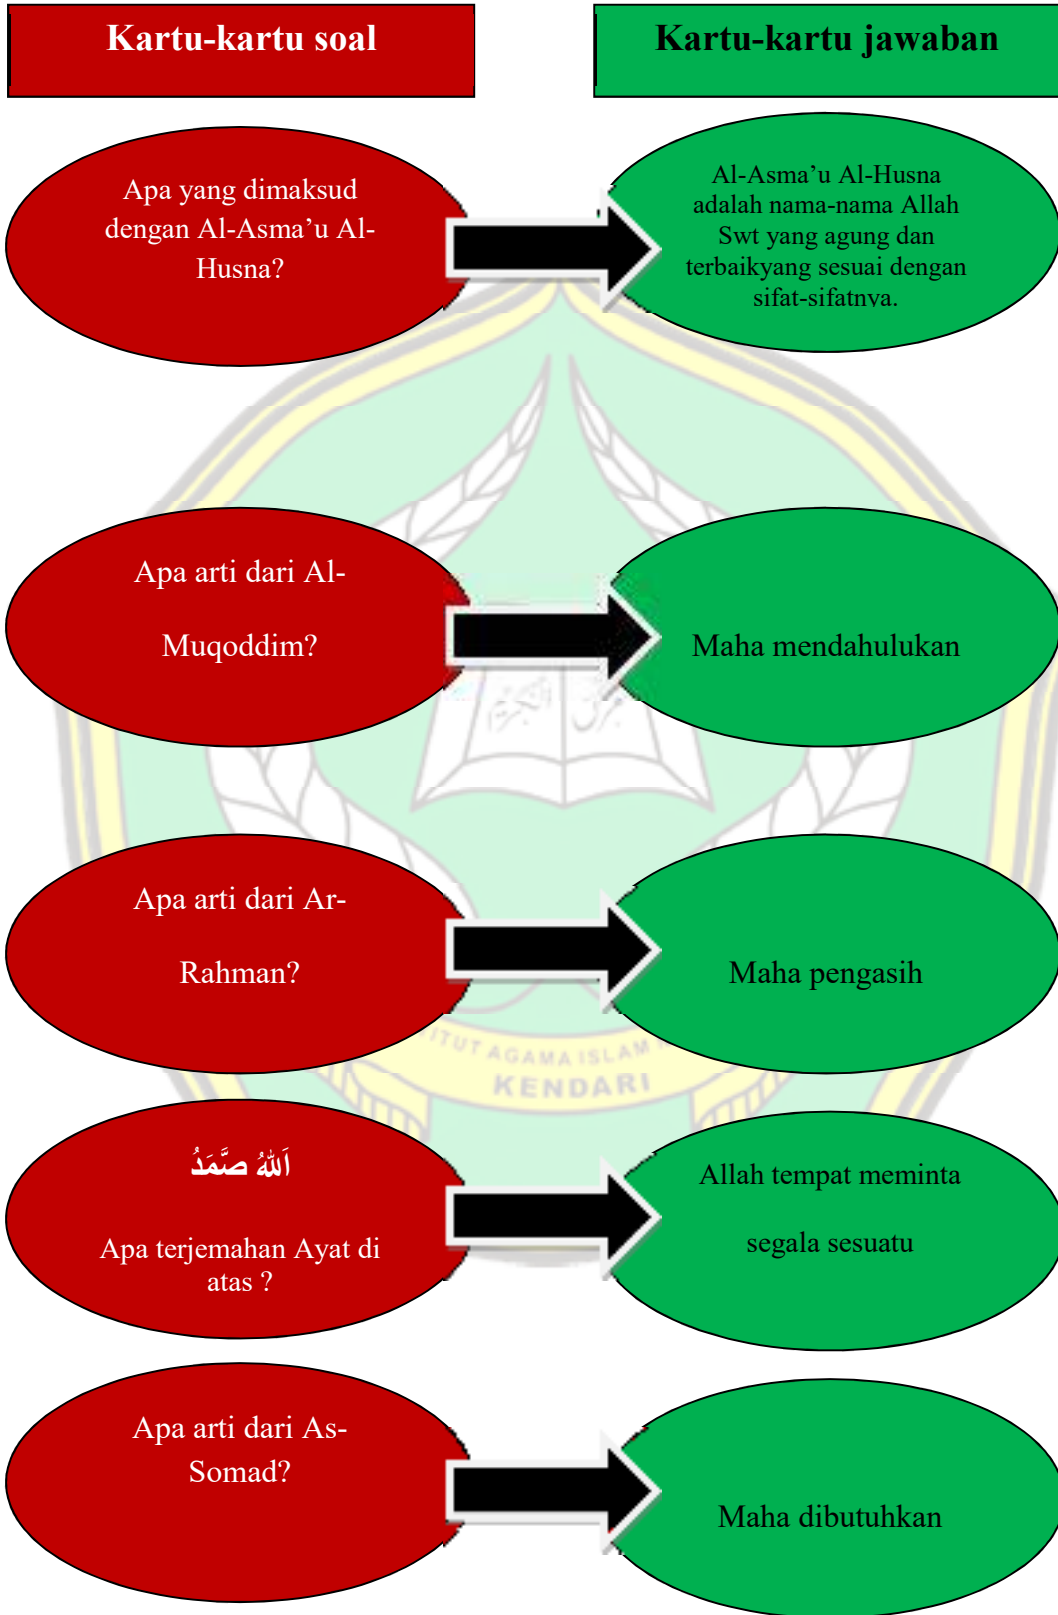 Kartu-kartu soal
Kartu-kartu jawaban
Apa yang dimaksud
dengan Al-Asma’u Al-
Husna?
Al-Asma’u Al-Husna
adalah nama-nama Allah
Swt yang agung dan
terbaikyang sesuai dengan
sifat-sifatnya.
Apa arti dari Al-
Muqoddim?
Maha mendahulukan
Apa arti dari Ar-
Rahman?
Maha pengasih
AGAMA ISLAM
KENDARI
اَللهُ صَّمَدُ
Apa terjemahan Ayat di
atas ?
Allah tempat meminta
segala sesuatu
Apa arti dari As-
Somad?
Maha dibutuhkan